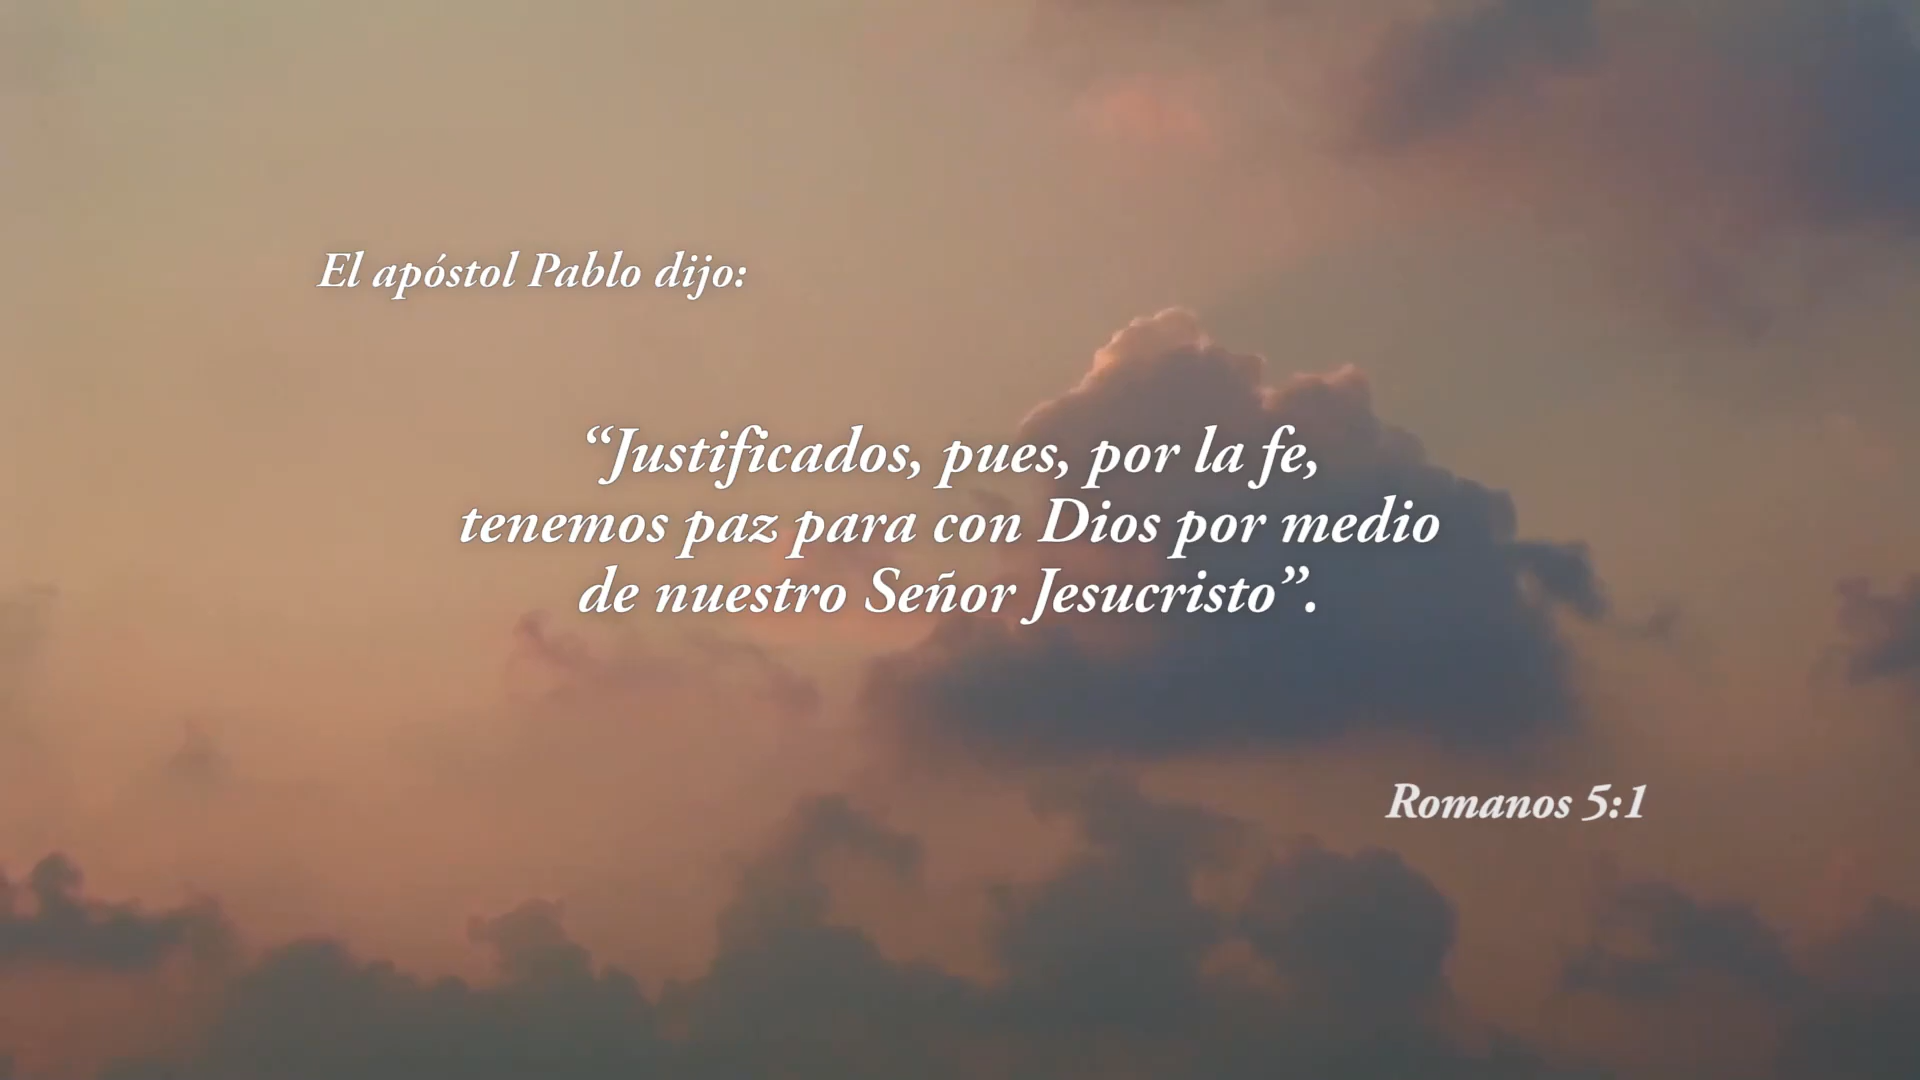 El apóstol Pablo dijo:
“Justificados, pues, por la fe,
tenemos paz para con Dios por medio
de nuestro Señor Jesucristo”.
Romanos 5:1